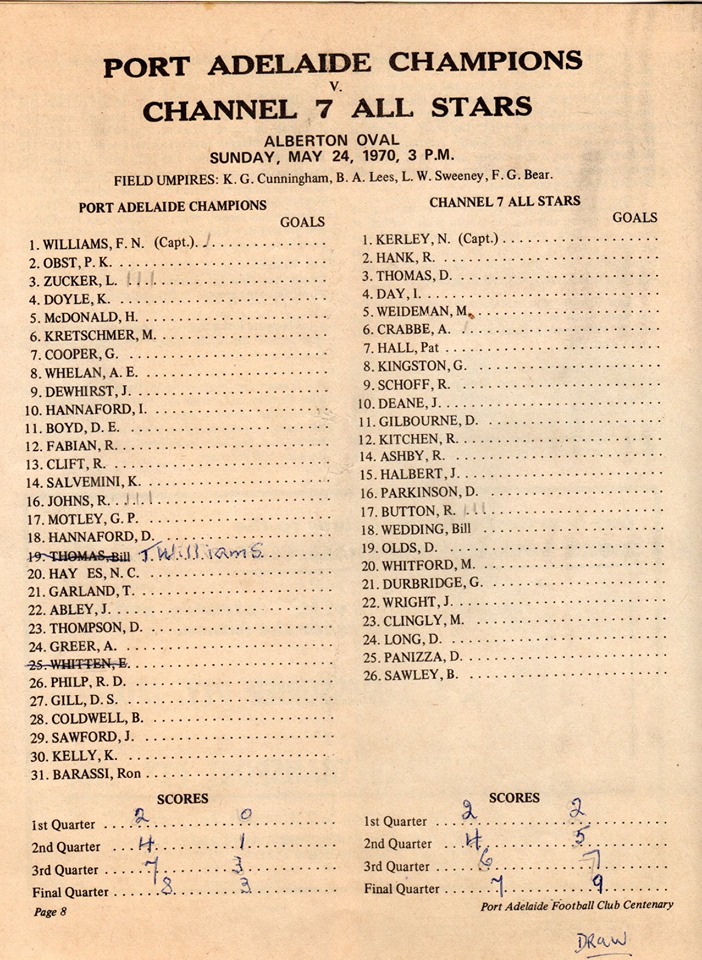 PORT ADELAIDE CHAMPIONS
V.
CHANNEL 7 ALL STARS
ALBERTON OVAL
SUNDAY, MAY 24, 1970, 3 P.M.
FIELD UMPIRES: K. G. Cunningham, B. A. Lees, L. W. Sweeney, F. G. Bear.
PORT ADELAIDE CHAMPIONS
GOALS
1. WILLIAMS, F. N. (Capt.) /
2. OBST, P. K.
3. ZUCKER, L. | | |
4. DOYLE, K.
5. McDONALD, H.
6. KRETSCHMER, M.
7. COOPER, G.
8. WHELAN, A. E.
9. DEWHIRST, J.
10. HANNAFORD, I.
11. BOYD, D. E.
12. FABIAN, R.
13. CLIFT, R.
14. SALVEMINI, K.
16. JOHNS, R. | | |
17. MOTLEY, G. P.
18. HANNAFORD, D.
19. THOMAS, Bill J. Williams
20. HAY ES, N. C.
21. GARLAND, T.
22. ABLEY, J.
23. THOMPSON, D.
24. GREER, A.
25. WHITTEN, E.
26. PHILP, R. D.
27. GILL, D. S.
28. COLDWELL, B.
29. SAWFORD, J.
30. KELLY, K.
31. BARASSI, Ron
SCORES
1st Quarter 2 0
2nd Quarter 4 1
3rd Quarter 7 3
Final Quarter 8 3
Page 8
CHANNEL 7 ALL STARS
GOALS
1. KERLEY, N. (Capt.)
2. HANK, R.
3. THOMAS, D.
4. DAY, I.
5. WEIDEMAN, M.
6. CRABBE, A. /
7. HALL, Pat
8. KINGSTON, G.
9. SCHOFF, R.
10. DEANE, J.
11. GILBOURNE, D.
12. KITCHEN, R.
14. ASHBY, R.
15. HALBERT, J.
16. PARKINSON, D.
17. BUTTON, R. | | |
18. WEDDING, Bill
19. OLDS, D.
20. WHITFORD, M.
21. DURBRIDGE, G.
22. WRIGHT, J.
23. CLINGLY, M.
24. LONG, D.
25. PANIZZA, D.
26. SAWLEY, B.
SCORES
1st Quarter 2 2
2nd Quarter 4 5
3rd Quarter 6 7
Final Quarter 7 9
Port Adelaide Football Club Centenary
DRAW